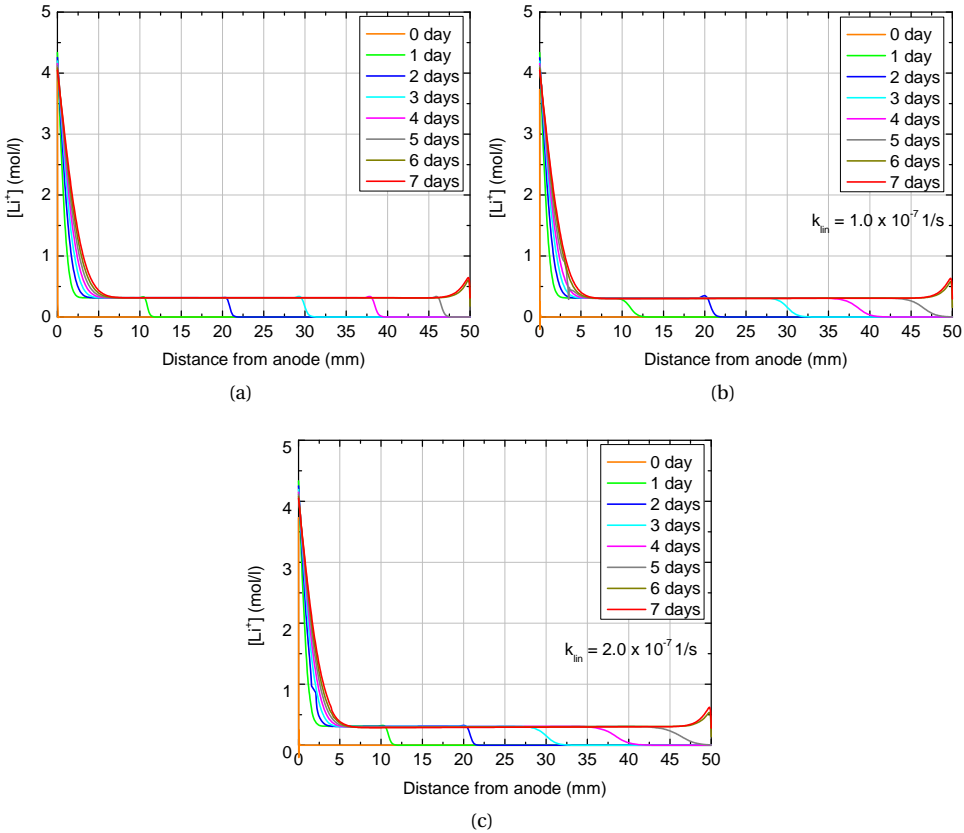 5
4
3
2
1
0
[Li+] (mol/l)
0 day
1 day
2 days
3 days
4 days
5 days
6 days
7 days
0 5 10 15 20 25 30 35 40 45 50
Distance from anode (mm)
(a)
5
4
3
2
1
0
[Li+] (mol/l)
0 day
1 day
2 days
3 days
4 days
5 days
6 days
7 days
k_lin = 1.0 x 10^-7 1/s
0 5 10 15 20 25 30 35 40 45 50
Distance from anode (mm)
(b)
5
4
3
2
1
0
[Li+] (mol/l)
0 day
1 day
2 days
3 days
4 days
5 days
6 days
7 days
k_lin = 2.0 x 10^-7 1/s
0 5 10 15 20 25 30 35 40 45 50
Distance from anode (mm)
(c)